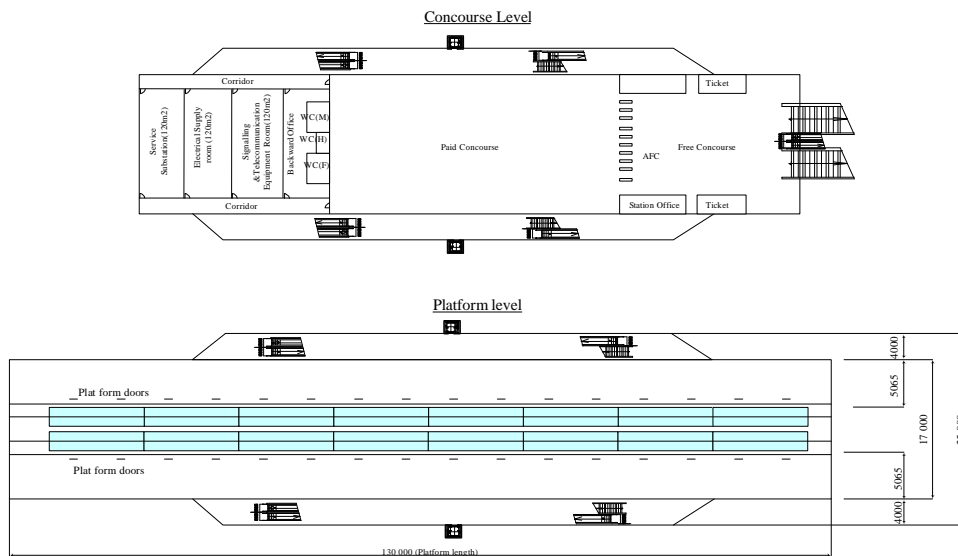 Concourse Level
Corridor
Ticket
Service
Substation(120m2)
Electrical Supply
room (120m2)
Signalling
&Telecommunication
Equipment Room(120m2)
Backward Office
WC(M)
WC(H)
WC(F)
Paid Concourse
AFC
Free Concourse
Corridor
Station Office
Ticket
Platform level
4000
Plat form doors
5065
17 000
Plat form doors
5065
4000
130 000 (Platform length)